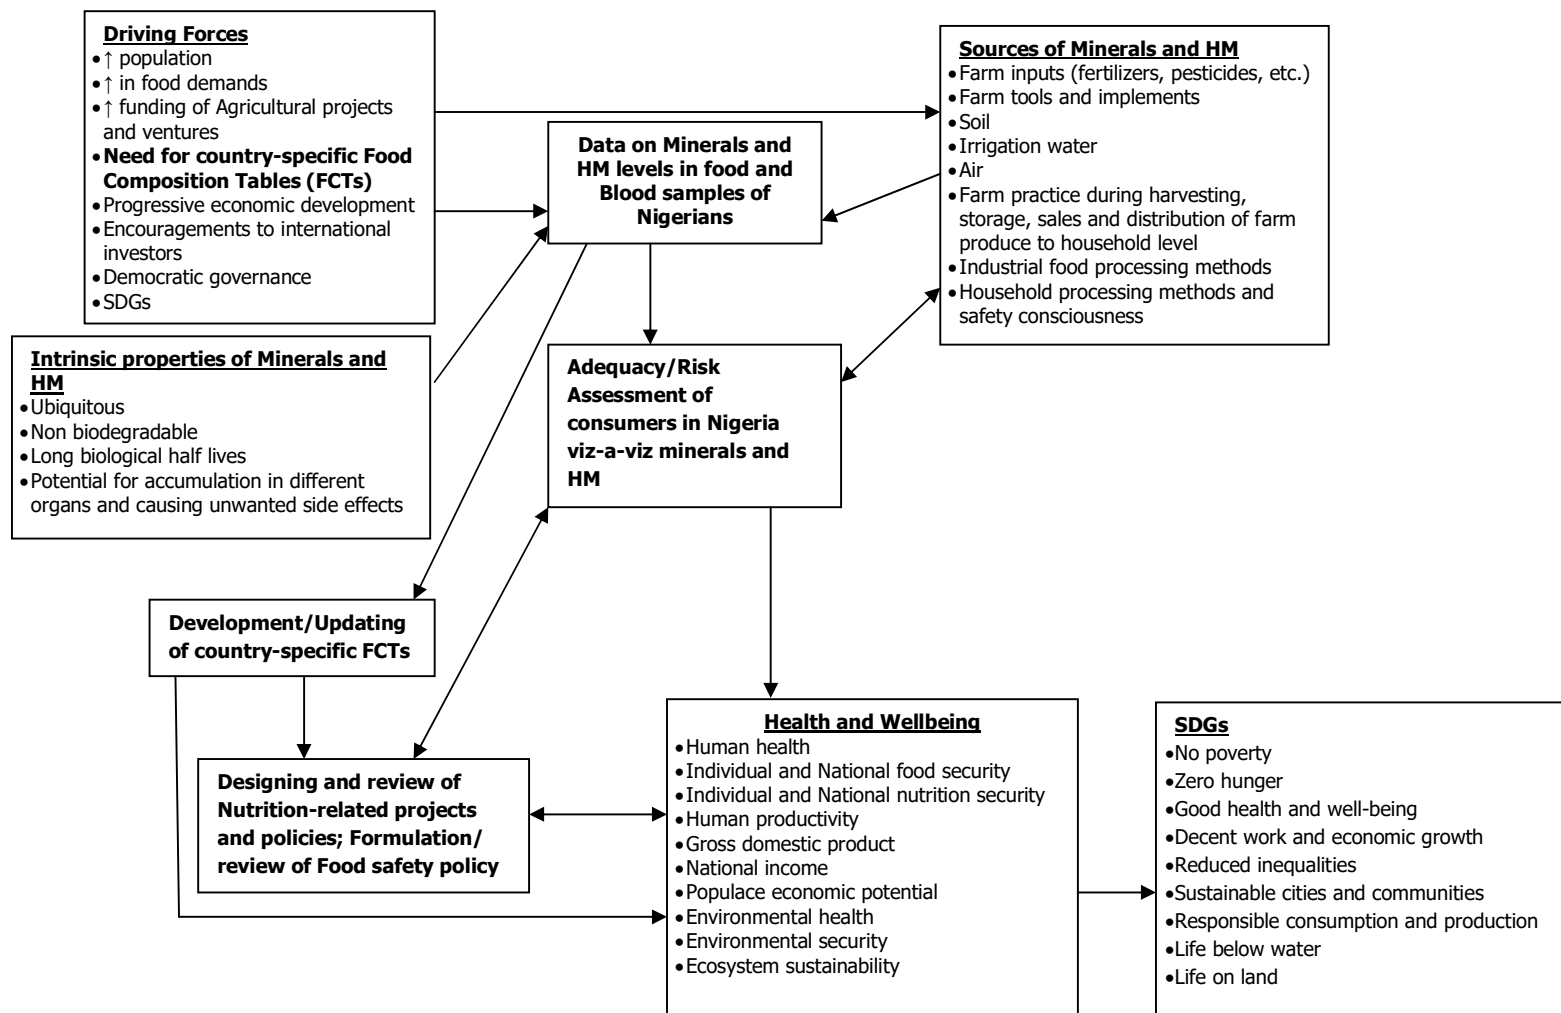 Driving Forces
•↑ population
•↑ in food demands
•↑ funding of Agricultural projects
and ventures
•Need for country-specific Food
Composition Tables (FCTs)
•Progressive economic development
•Encouragements to international
investors
•Democratic governance
•SDGs
Sources of Minerals and HM
•Farm inputs (fertilizers, pesticides, etc.)
•Farm tools and implements
•Soil
•Irrigation water
•Air
•Farm practice during harvesting,
storage, sales and distribution of farm
produce to household level
•Industrial food processing methods
•Household processing methods and
safety consciousness
Data on Minerals and
HM levels in food and
Blood samples of
Nigerians
Intrinsic properties of Minerals and
HM
•Ubiquitous
•Non biodegradable
•Long biological half lives
•Potential for accumulation in different
organs and causing unwanted side effects
Adequacy/Risk
Assessment of
consumers in Nigeria
viz-a-viz minerals and
HM
Development/Updating
of country-specific FCTs
Designing and review of
Nutrition-related projects
and policies; Formulation/
review of Food safety policy
Health and Wellbeing
•Human health
•Individual and National food security
•Individual and National nutrition security
•Human productivity
•Gross domestic product
•National income
•Populace economic potential
•Environmental health
•Environmental security
•Ecosystem sustainability
SDGs
•No poverty
•Zero hunger
•Good health and well-being
•Decent work and economic growth
•Reduced inequalities
•Sustainable cities and communities
•Responsible consumption and production
•Life below water
•Life on land